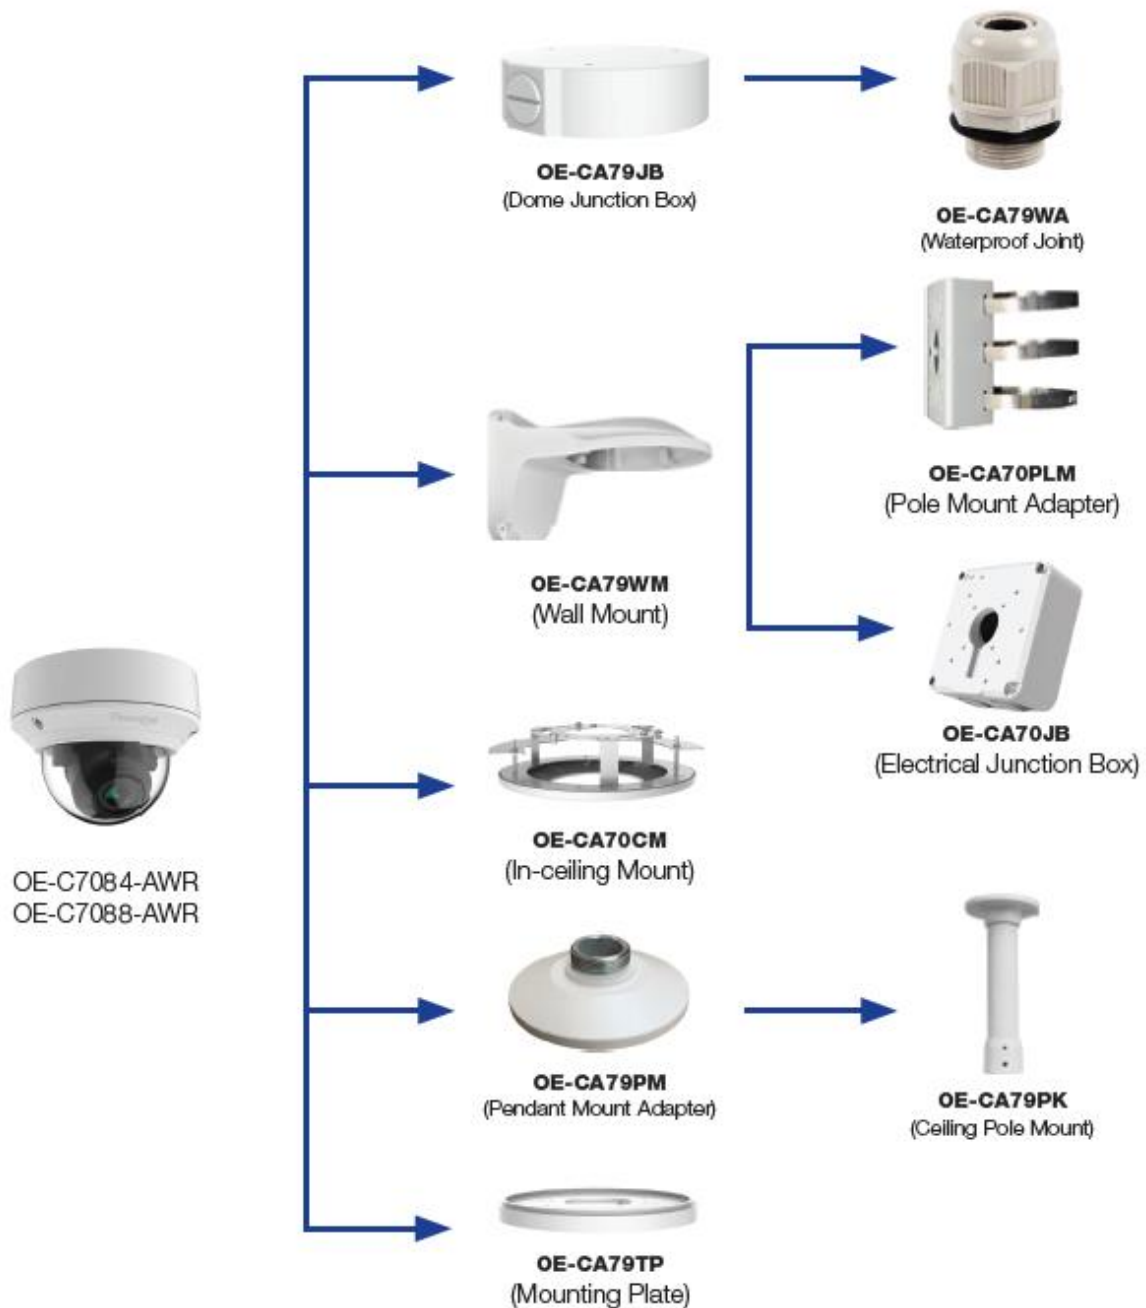 OE-CA79JB
(Dome Junction Box)
OE-CA79WA
(Waterproof Joint)
OE-CA79WM
(Wall Mount)
OE-CA70PLM
(Pole Mount Adapter)
OE-CA70JB
(Electrical Junction Box)
OE-C7084-AWR
OE-C7088-AWR
OE-CA70CM
(In-ceiling Mount)
OE-CA79PM
(Pendant Mount Adapter)
OE-CA79PK
(Ceiling Pole Mount)
OE-CA79TP
(Mounting Plate)